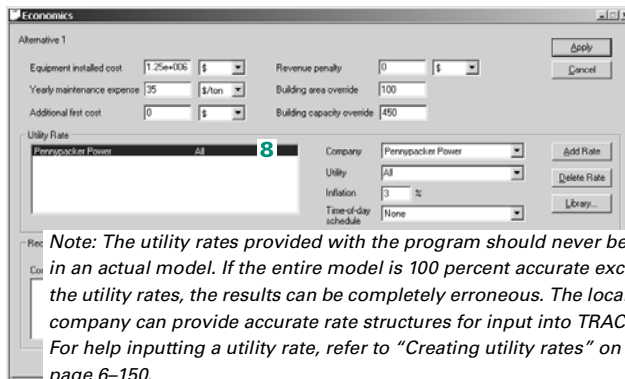 Economics
Alternative 1
Equipment installed cost 1.25e+006 $ Revenue penalty 0 $ Apply
Yearly maintenance expense 35 $/ton Building area override 100 Cancel
Additional first cost 0 $ Building capacity override 450
Utility Rate
Pennypacker Power All 8 Company Pennypacker Power Add Rate
Utility All Delete Rate
Inflation 3 %
Library...
Time-of-day schedule None
Note: The utility rates provided with the program should never be
in an actual model. If the entire model is 100 percent accurate exc
the utility rates, the results can be completely erroneous. The loca
company can provide accurate rate structures for input into TRAC
For help inputting a utility rate, refer to “Creating utility rates” on
page 6–150.